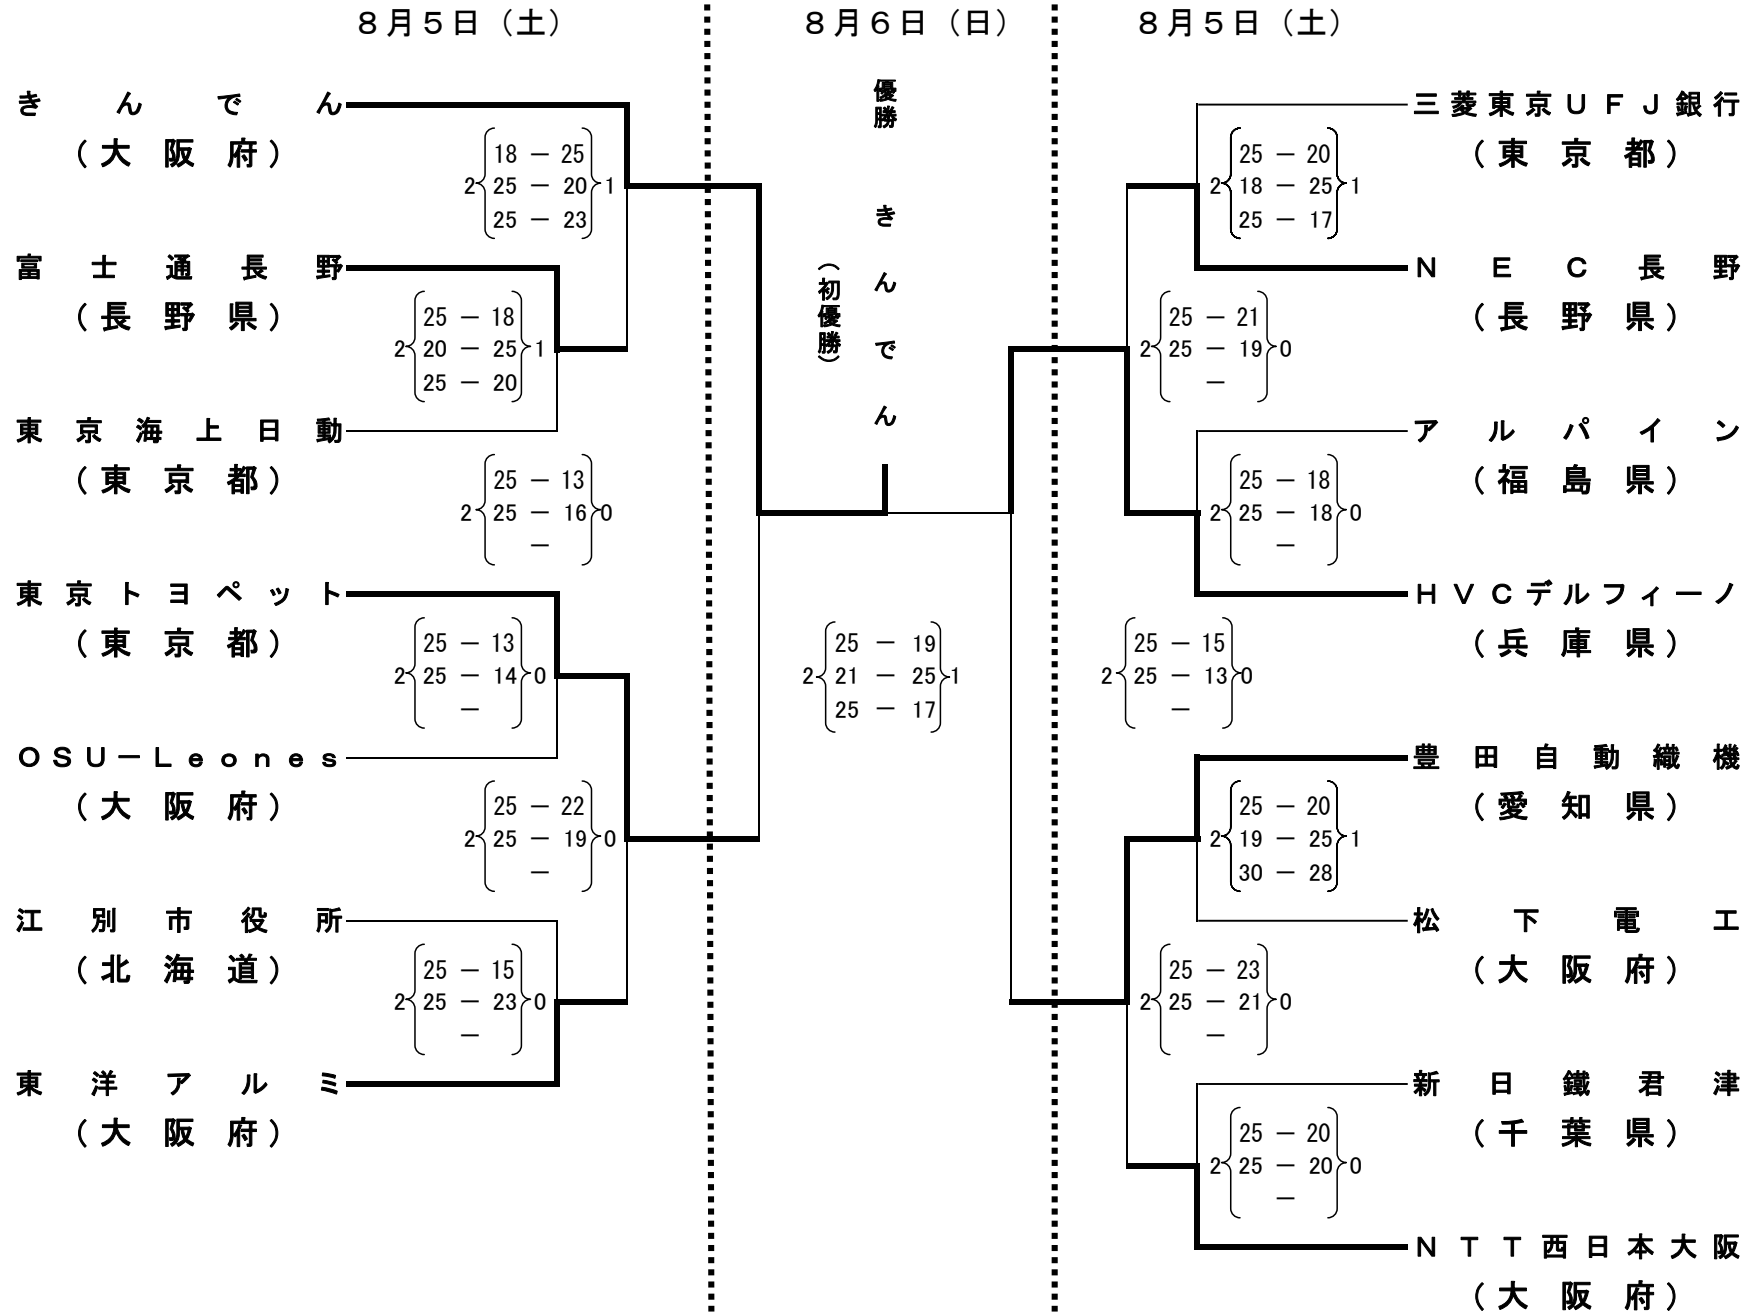 8月5日(土)
8月6日(日)
8月5日(土)
きんでん
(大阪府)
18 − 25
2 25 − 20 1
25 − 23
富士通長野
(長野県)
25 − 18
2 20 − 25 1
25 − 20
東京海上日動
(東京都)
25 − 13
2 25 − 16 0
−
東京トヨペット
(東京都)
25 − 13
2 25 − 14 0
−
OSU−Leones
(大阪府)
25 − 22
2 25 − 19 0
−
江別市役所
(北海道)
25 − 15
2 25 − 23 0
−
東洋アルミ
(大阪府)
優勝 きんでん
(初優勝)
25 − 19
2 21 − 25 1
25 − 17
三菱東京UFJ銀行
(東京都)
25 − 20
2 18 − 25 1
25 − 17
NEC長野
(長野県)
25 − 21
2 25 − 19 0
−
アルパイン
(福島県)
25 − 18
2 25 − 18 0
−
HVCデルフィーノ
(兵庫県)
25 − 15
2 25 − 13 0
−
豊田自動織機
(愛知県)
25 − 20
2 19 − 25 1
30 − 28
松下電工
(大阪府)
25 − 23
2 25 − 21 0
−
新日鐵君津
(千葉県)
25 − 20
2 25 − 20 0
−
NTT西日本大阪
(大阪府)